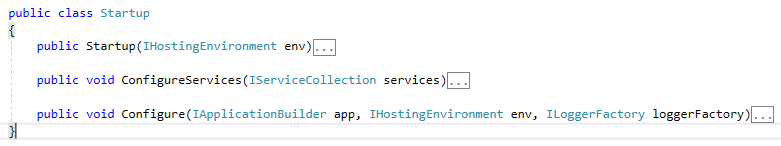 public class Startup
{
public Startup(IHostingEnvironment env)...
public void ConfigureServices(IServiceCollection services)...
public void Configure(IApplicationBuilder app, IHostingEnvironment env, ILoggerFactory loggerFactory)...
}